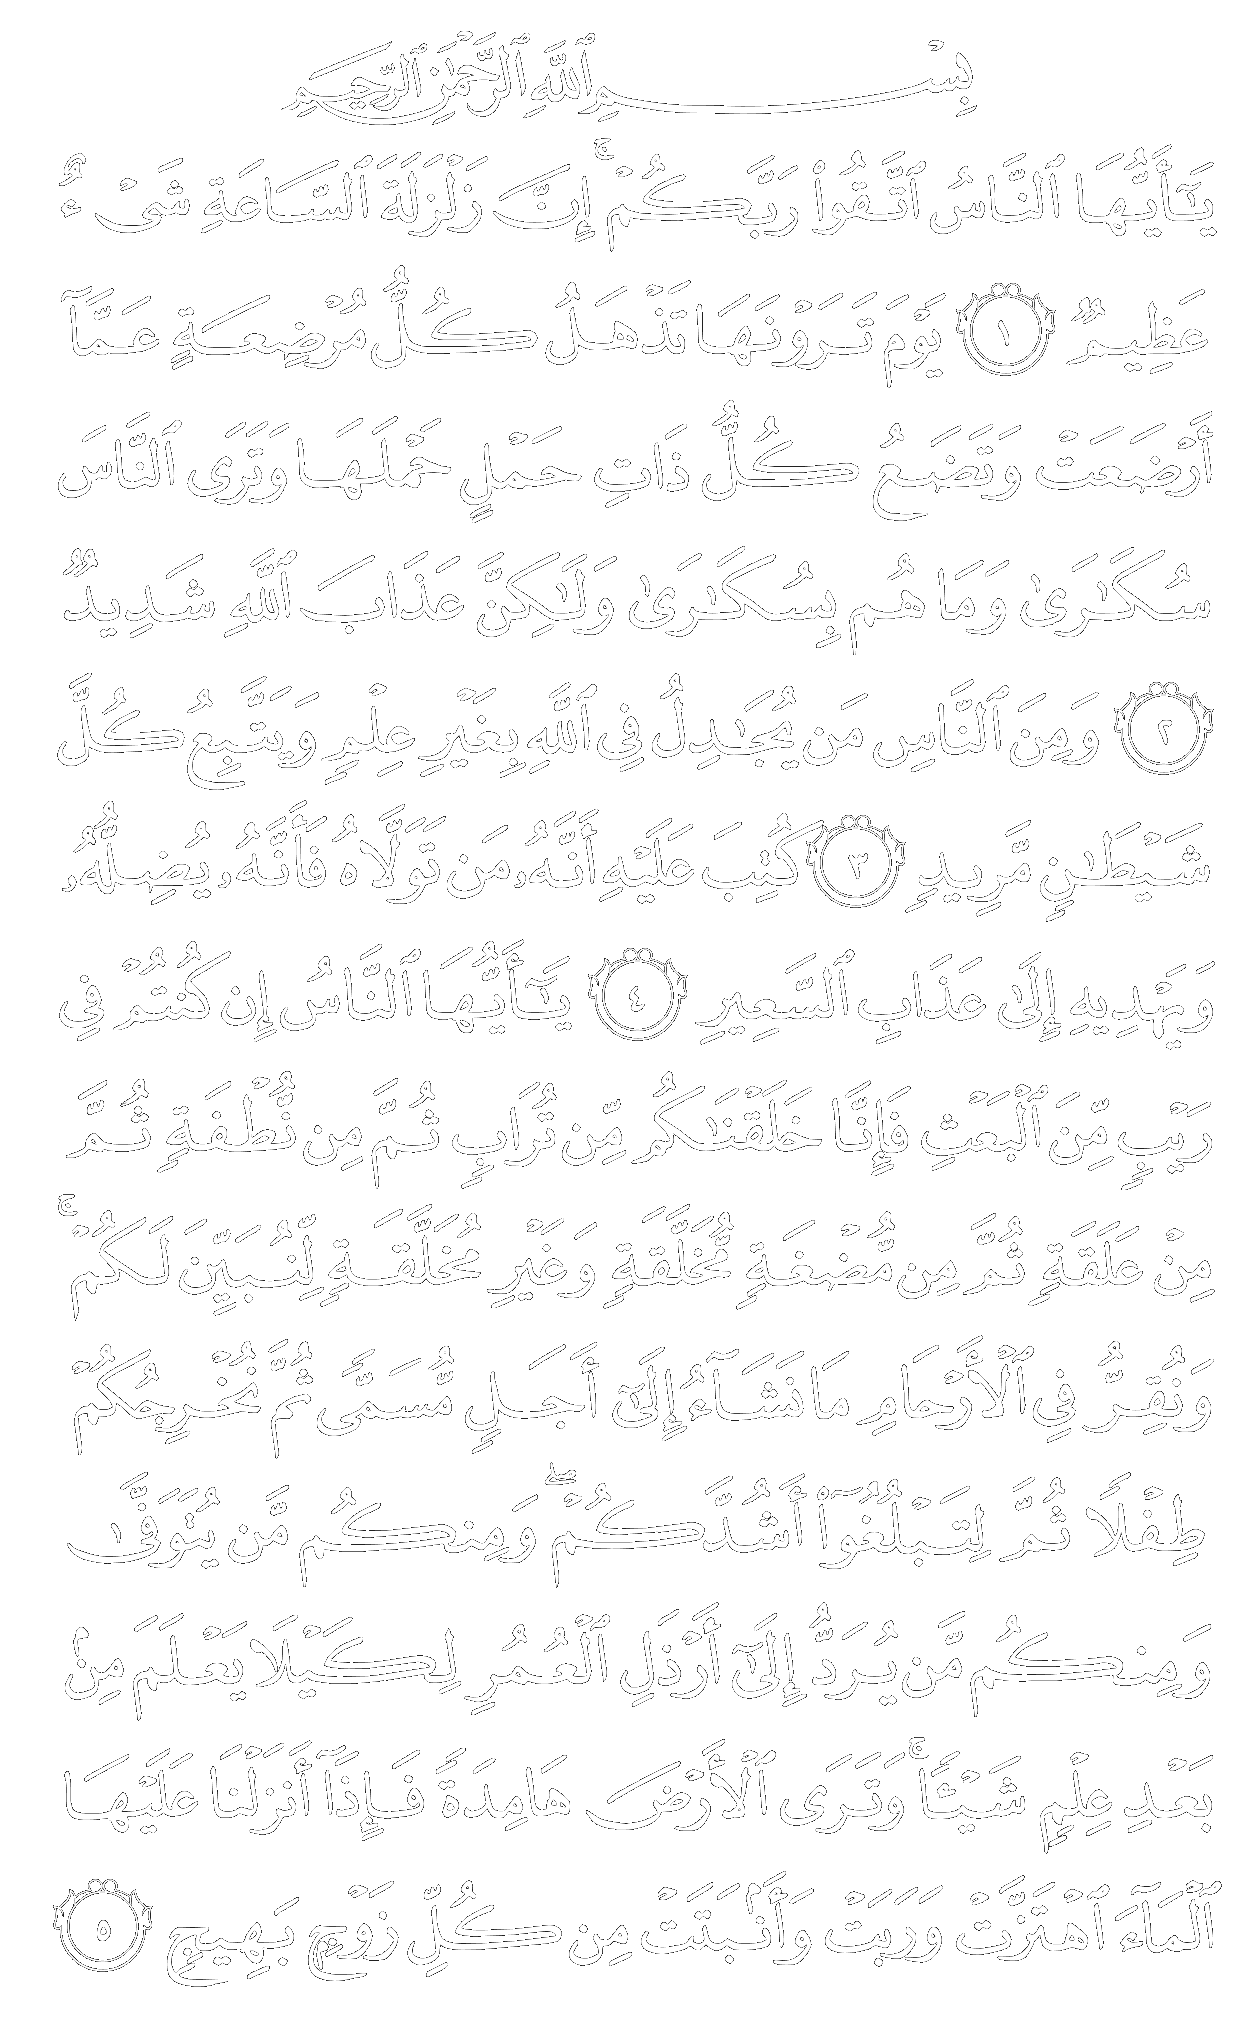 بِسْمِ ٱللَّهِ ٱلرَّحْمَٰنِ ٱلرَّحِيمِ
يَٰٓأَيُّهَا ٱلنَّاسُ ٱتَّقُوا۟ رَبَّكُمْ ۚ إِنَّ زَلْزَلَةَ ٱلسَّاعَةِ شَىْءٌ
عَظِيمٌ ١ يَوْمَ تَرَوْنَهَا تَذْهَلُ كُلُّ مُرْضِعَةٍ عَمَّآ
أَرْضَعَتْ وَتَضَعُ كُلُّ ذَاتِ حَمْلٍ حَمْلَهَا وَتَرَى ٱلنَّاسَ
سُكَٰرَىٰ وَمَا هُم بِسُكَٰرَىٰ وَلَٰكِنَّ عَذَابَ ٱللَّهِ شَدِيدٌ
٢ وَمِنَ ٱلنَّاسِ مَن يُجَٰدِلُ فِى ٱللَّهِ بِغَيْرِ عِلْمٍ وَيَتَّبِعُ كُلَّ
شَيْطَٰنٍ مَّرِيدٍ ٣ كُتِبَ عَلَيْهِ أَنَّهُۥ مَن تَوَلَّاهُ فَأَنَّهُۥ يُضِلُّهُۥ
وَيَهْدِيهِ إِلَىٰ عَذَابِ ٱلسَّعِيرِ ٤ يَٰٓأَيُّهَا ٱلنَّاسُ إِن كُنتُمْ فِى
رَيْبٍ مِّنَ ٱلْبَعْثِ فَإِنَّا خَلَقْنَٰكُم مِّن تُرَابٍ ثُمَّ مِن نُّطْفَةٍ ثُمَّ
مِنْ عَلَقَةٍ ثُمَّ مِن مُّضْغَةٍ مُّخَلَّقَةٍ وَغَيْرِ مُخَلَّقَةٍ لِّنُبَيِّنَ لَكُمْ ۚ
وَنُقِرُّ فِى ٱلْأَرْحَامِ مَا نَشَآءُ إِلَىٰٓ أَجَلٍ مُّسَمًّى ثُمَّ نُخْرِجُكُمْ
طِفْلًا ثُمَّ لِتَبْلُغُوٓا۟ أَشُدَّكُمْ ۖ وَمِنكُم مَّن يُتَوَفَّىٰ
وَمِنكُم مَّن يُرَدُّ إِلَىٰٓ أَرْذَلِ ٱلْعُمُرِ لِكَيْلَا يَعْلَمَ مِنۢ
بَعْدِ عِلْمٍ شَيْـًٔا ۚ وَتَرَى ٱلْأَرْضَ هَامِدَةً فَإِذَآ أَنزَلْنَا عَلَيْهَا
ٱلْمَآءَ ٱهْتَزَّتْ وَرَبَتْ وَأَنۢبَتَتْ مِن كُلِّ زَوْجٍۭ بَهِيجٍ ٥